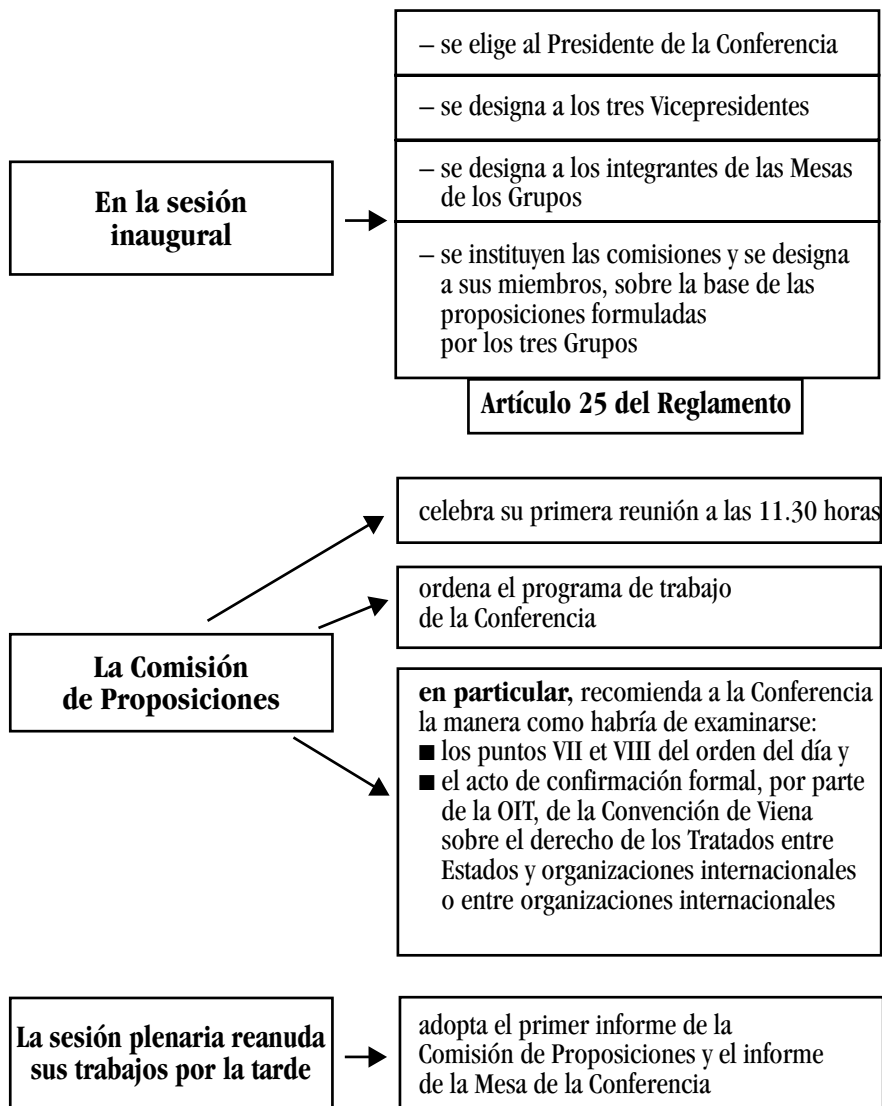 – se elige al Presidente de la Conferencia
– se designa a los tres Vicepresidentes
En la sesión
inaugural
– se designa a los integrantes de las Mesas
de los Grupos
– se instituyen las comisiones y se designa
a sus miembros, sobre la base de las
proposiciones formuladas
por los tres Grupos
Artículo 25 del Reglamento
La Comisión
de Proposiciones
celebra su primera reunión a las 11.30 horas
ordena el programa de trabajo
de la Conferencia
en particular, recomienda a la Conferencia
la manera como habría de examinarse:
■ los puntos VII et VIII del orden del día y
■ el acto de confirmación formal, por parte
de la OIT, de la Convención de Viena
sobre el derecho de los Tratados entre
Estados y organizaciones internacionales
o entre organizaciones internacionales
La sesión plenaria reanuda
sus trabajos por la tarde
adopta el primer informe de la
Comisión de Proposiciones y el informe
de la Mesa de la Conferencia